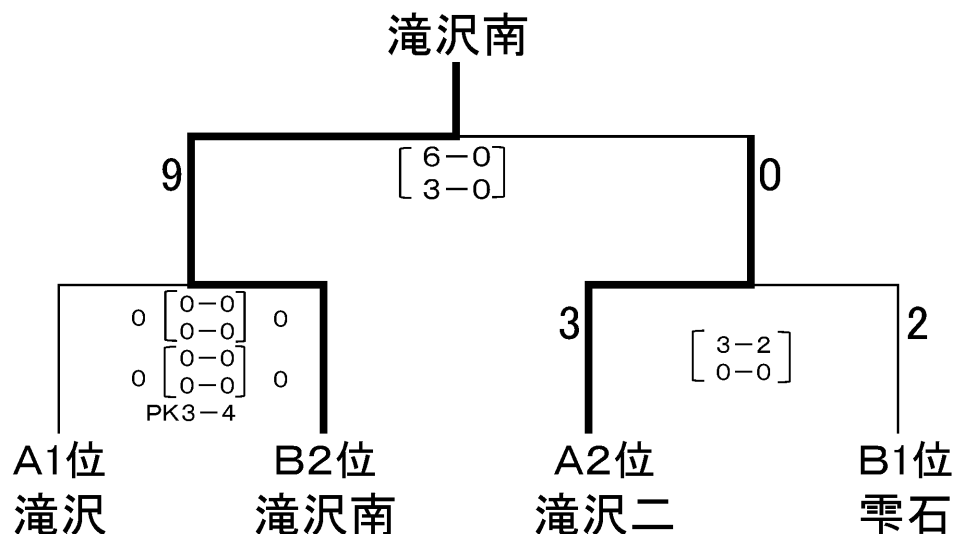 滝沢南
9
[6-0]
[3-0]
0
0 [0-0] 0
[0-0]
0 [0-0] 0
[0-0]
PK3-4
3
[3-2]
[0-0]
2
A1位
滝沢
B2位
滝沢南
A2位
滝沢二
B1位
雫石